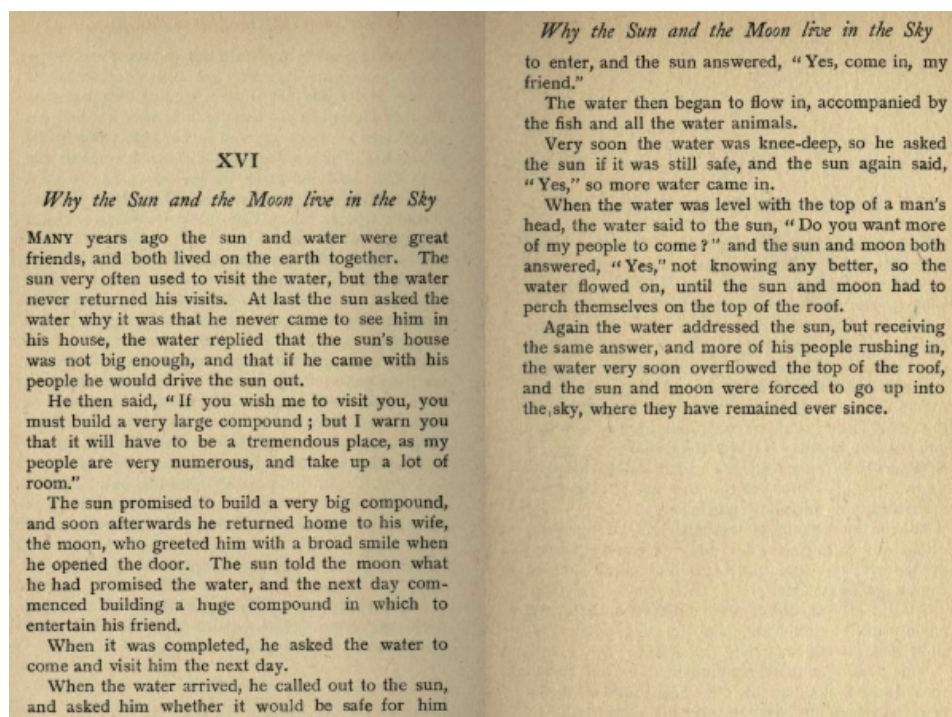 XVI
Why the Sun and the Moon live in the Sky
MANY years ago the sun and water were great
friends, and both lived on the earth together. The
sun very often used to visit the water, but the water
never returned his visits. At last the sun asked the
water why it was that he never came to see him in
his house, the water replied that the sun's house
was not big enough, and that if he came with his
people he would drive the sun out.
He then said, "If you wish me to visit you, you
must build a very large compound ; but I warn you
that it will have to be a tremendous place, as my
people are very numerous, and take up a lot of
room."
The sun promised to build a very big compound,
and soon afterwards he returned home to his wife,
the moon, who greeted him with a broad smile when
he opened the door. The sun told the moon what
he had promised the water, and the next day com-
menced building a huge compound in which to
entertain his friend.
When it was completed, he asked the water to
come and visit him the next day.
When the water arrived, he called out to the sun,
and asked him whether it would be safe for him
Why the Sun and the Moon live in the Sky
to enter, and the sun answered, "Yes, come in, my
friend."
The water then began to flow in, accompanied by
the fish and all the water animals.
Very soon the water was knee-deep, so he asked
the sun if it was still safe, and the sun again said,
"Yes," so more water came in.
When the water was level with the top of a man's
head, the water said to the sun, "Do you want more
of my people to come ?" and the sun and moon both
answered, "Yes," not knowing any better, so the
water flowed on, until the sun and moon had to
perch themselves on the top of the roof.
Again the water addressed the sun, but receiving
the same answer, and more of his people rushing in,
the water very soon overflowed the top of the roof,
and the sun and moon were forced to go up into
the sky, where they have remained ever since.